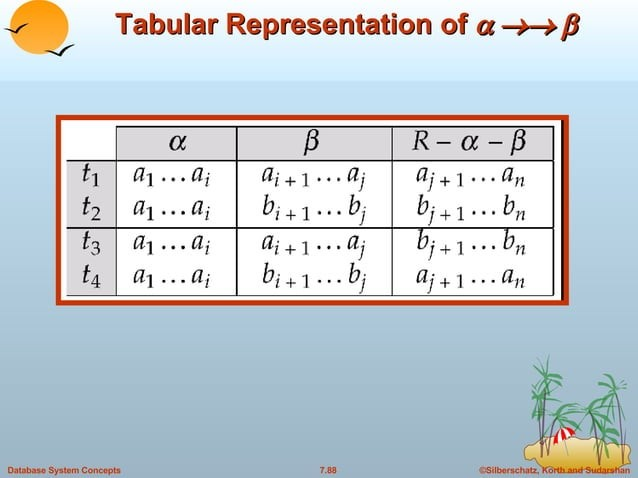 Tabular Representation of α →→ β
α β R – α – β
t₁ a₁ … aᵢ aᵢ ₊ ₁ … aⱼ aⱼ ₊ ₁ … aₙ
t₂ a₁ … aᵢ bᵢ ₊ ₁ … bⱼ bⱼ ₊ ₁ … bₙ
t₃ a₁ … aᵢ aᵢ ₊ ₁ … aⱼ bⱼ ₊ ₁ … bₙ
t₄ a₁ … aᵢ bᵢ ₊ ₁ … bⱼ aⱼ ₊ ₁ … aₙ
Database System Concepts 7.88 ©Silberschatz, Korth and Sudarshan